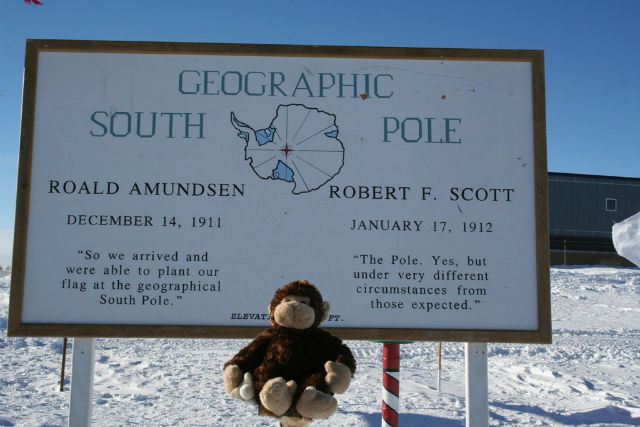 GEOGRAPHIC
SOUTH POLE
ROALD AMUNDSEN
DECEMBER 14, 1911
"So we arrived and
were able to plant our
flag at the geographical
South Pole."
ROBERT F. SCOTT
JANUARY 17, 1912
"The Pole. Yes, but
under very different
circumstances from
those expected."
FT.